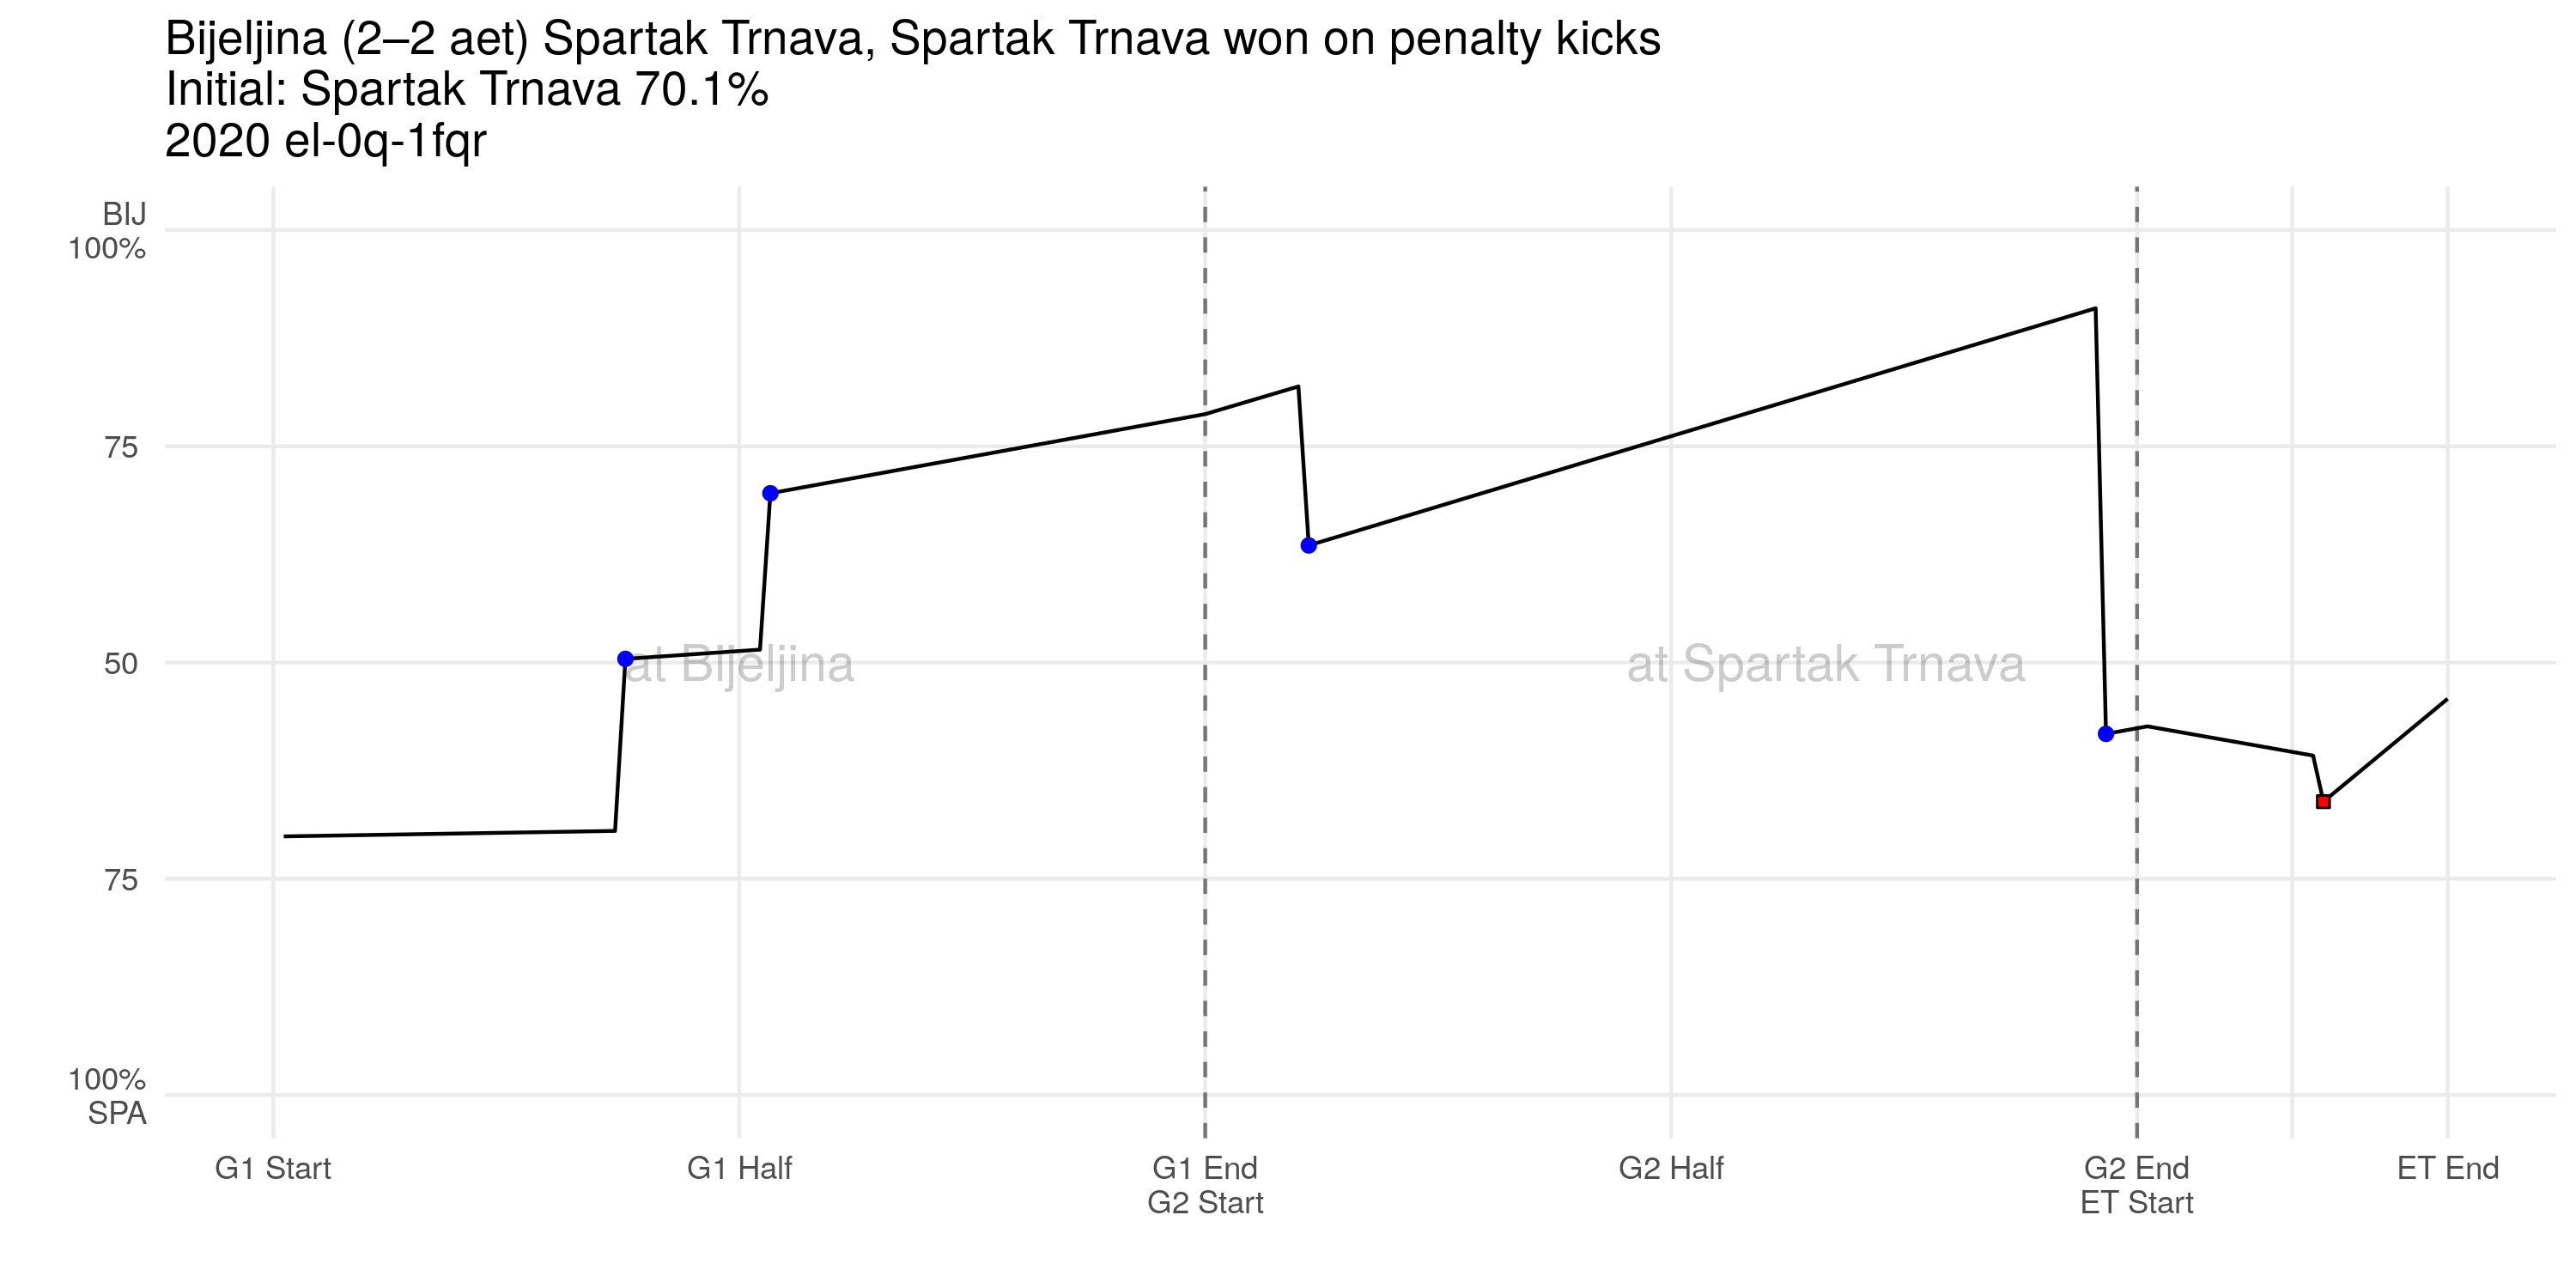 Bijeljina (2–2 aet) Spartak Trnava, Spartak Trnava won on penalty kicks
Initial: Spartak Trnava 70.1%
2020 el-0q-1fqr
BIJ
100%
75
50
75
100%
SPA
at Bijeljina
at Spartak Trnava
G1 Start
G1 Half
G1 End
G2 Start
G2 Half
G2 End
ET Start
ET End